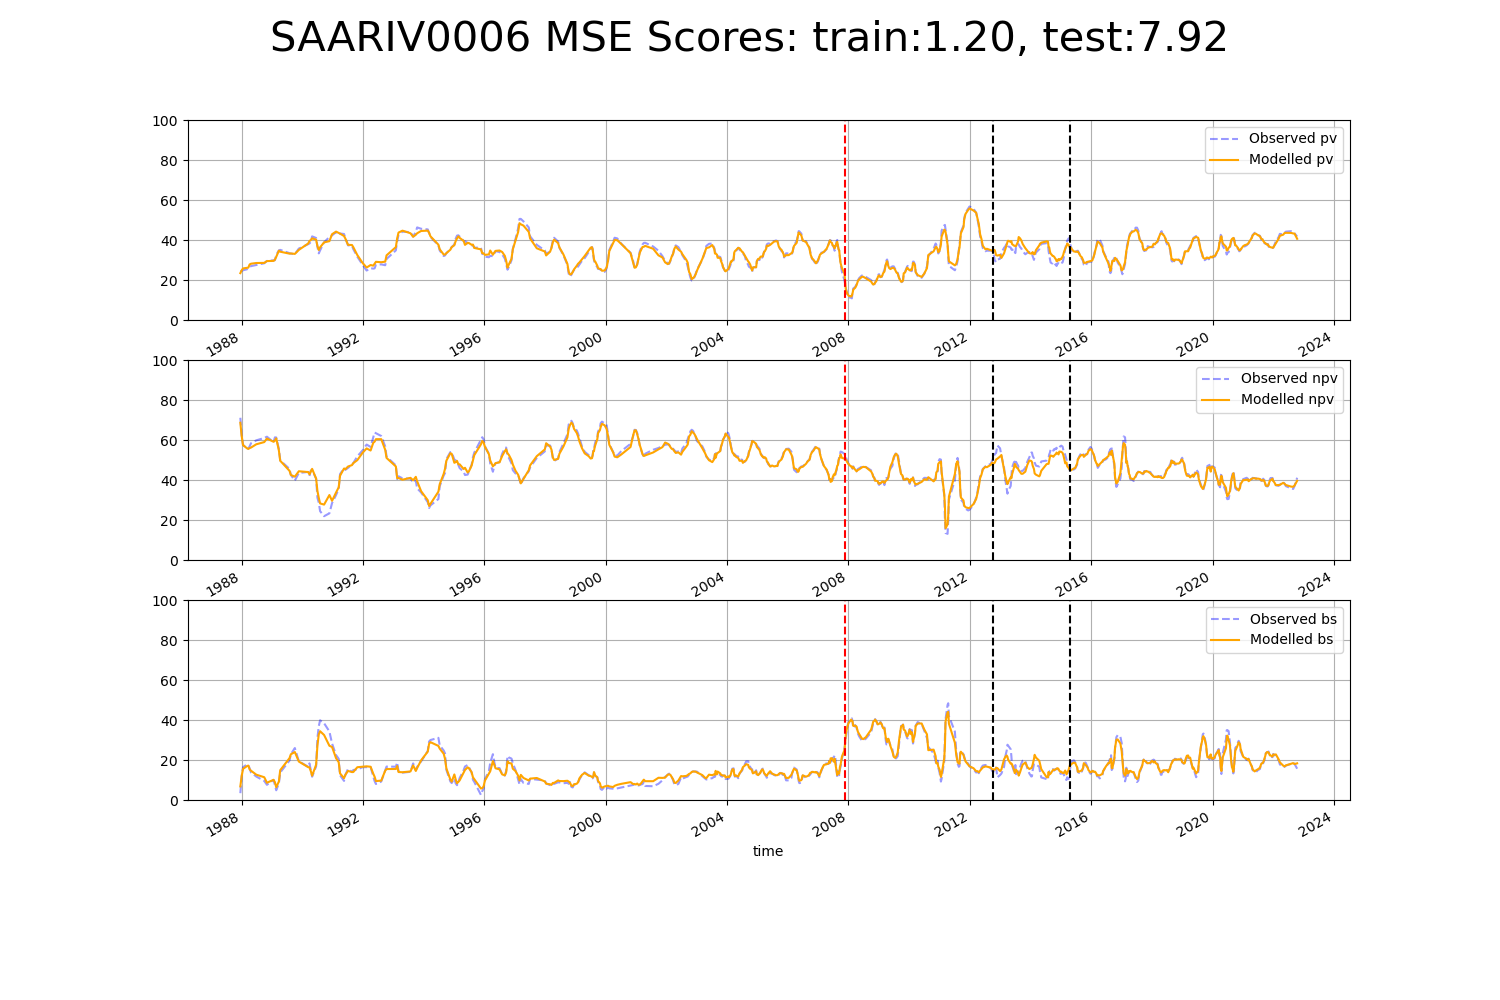 SAARIV0006 MSE Scores: train:1.20, test:7.92
100
80
60
40
20
0
Observed pv
Modelled pv
1988 1992 1996 2000 2004 2008 2012 2016 2020 2024
100
80
60
40
20
0
Observed npv
Modelled npv
1988 1992 1996 2000 2004 2008 2012 2016 2020 2024
100
80
60
40
20
0
Observed bs
Modelled bs
1988 1992 1996 2000 2004 2008 2012 2016 2020 2024
time